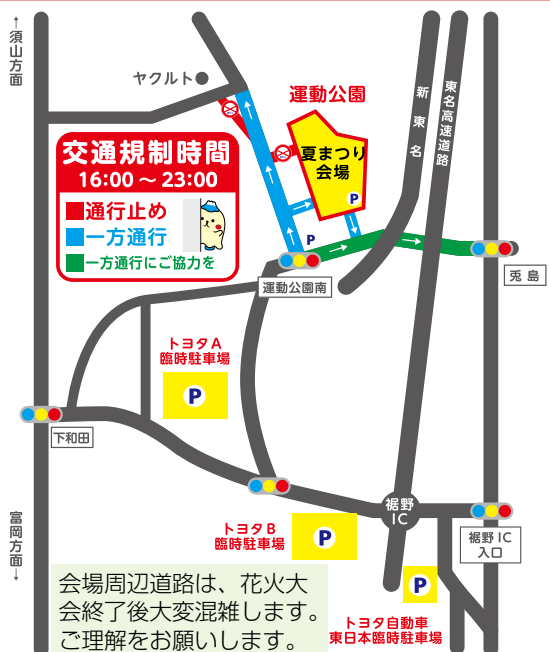 ←須山方面
ヤクルト
運動公園
夏まつり
会場
P
P
新東名
東名高速道路
交通規制時間
16:00 ～ 23:00
通行止め
一方通行
一方通行にご協力を
運動公園南
兎島
トヨタA
臨時駐車場
P
下和田
裾野
IC
裾野IC
入口
トヨタB
臨時駐車場
P
P
トヨタ自動車
東日本臨時駐車場
富岡方面→
会場周辺道路は、花火大
会終了後大変混雑します。
ご理解をお願いします。